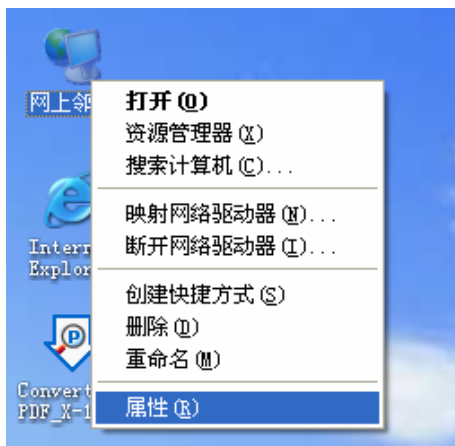 网上邻
打开(O)
资源管理器(X)
搜索计算机(C)...
映射网络驱动器(N)...
断开网络驱动器(I)...
Intern
Explor
创建快捷方式(S)
删除(D)
重命名(M)
Convert
PDF_X-1
属性(R)